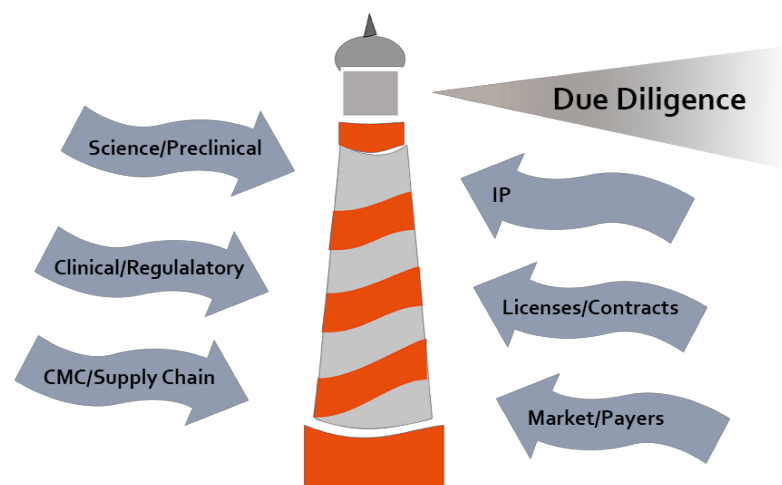 Due Diligence
Science/Preclinical
IP
Clinical/Regulalatory
Licenses/Contracts
CMC/Supply Chain
Market/Payers